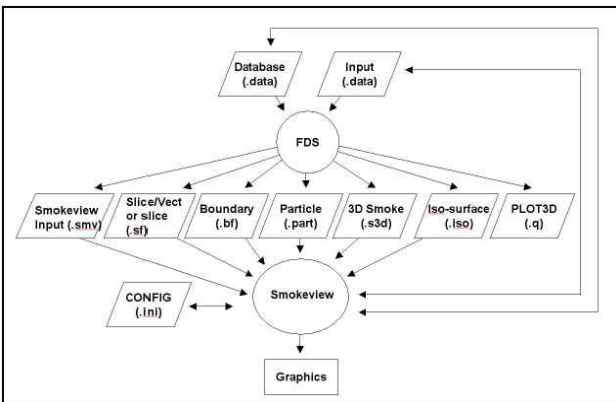 Database
(.data)
Input
(.data)
FDS
Smokeview
Input (.smv)
Slice/Vect
or slice
(.sf)
Boundary
(.bf)
Particle
(.part)
3D Smoke
(.s3d)
Iso-surface
(.iso)
PLOT3D
(.q)
CONFIG
(.ini)
Smokeview
Graphics